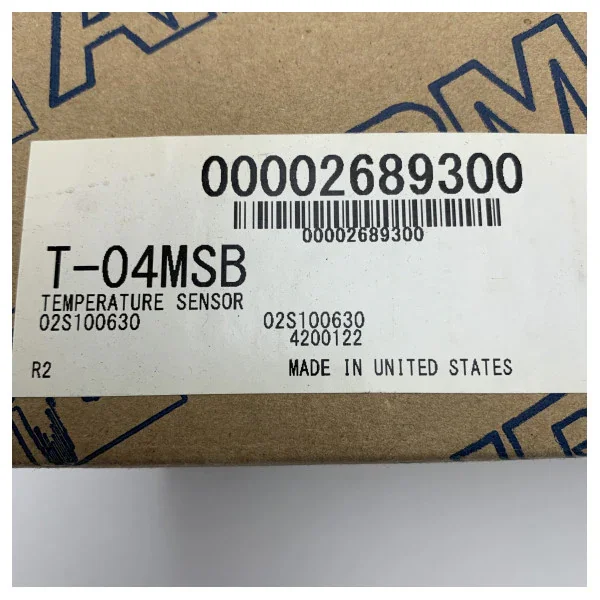 00002689300
00002689300
T-04MSB
TEMPERATURE SENSOR
02S100630 02S100630
4200122
R2 MADE IN UNITED STATES